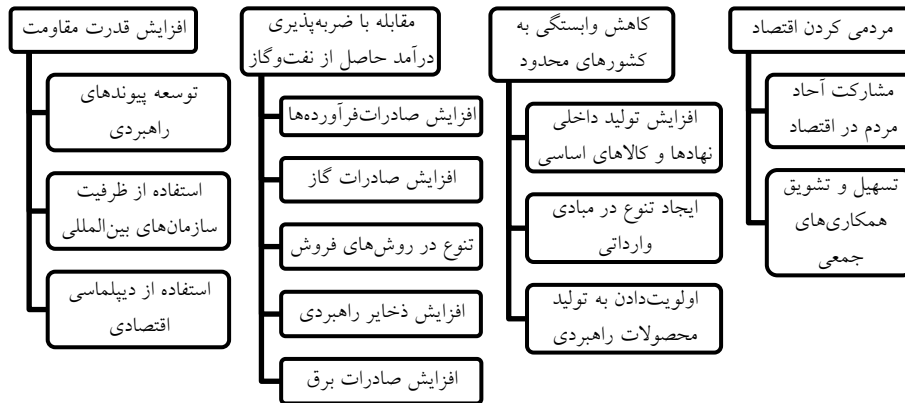 مردمی کردن اقتصاد
مشارکت آحاد
مردم در اقتصاد
تسهیل و تشویق
همکاری‌های
جمعی
کاهش وابستگی به
کشورهای محدود
افزایش تولید داخلی
نهادها و کالاهای اساسی
ایجاد تنوع در مبادی
وارداتی
اولویت‌دادن به تولید
محصولات راهبردی
مقابله با ضربه‌پذیری
درآمد حاصل از نفت‌وگاز
افزایش صادرات‌فرآورده‌ها
افزایش صادرات گاز
تنوع در روش‌های فروش
افزایش ذخایر راهبردی
افزایش صادرات برق
افزایش قدرت مقاومت
توسعه پیوندهای
راهبردی
استفاده از ظرفیت
سازمان‌های بین‌المللی
استفاده از دیپلماسی
اقتصادی